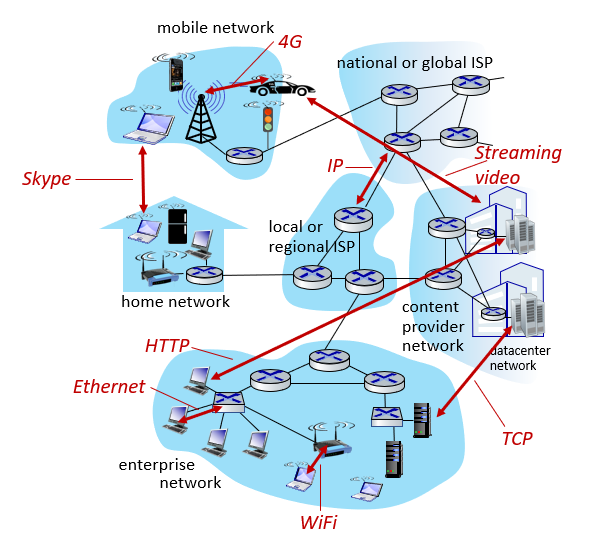 mobile network
4G
national or global ISP
Skype
IP
Streaming
video
local or
regional ISP
home network
content
provider
network
datacenter
network
HTTP
Ethernet
TCP
enterprise
network
WiFi